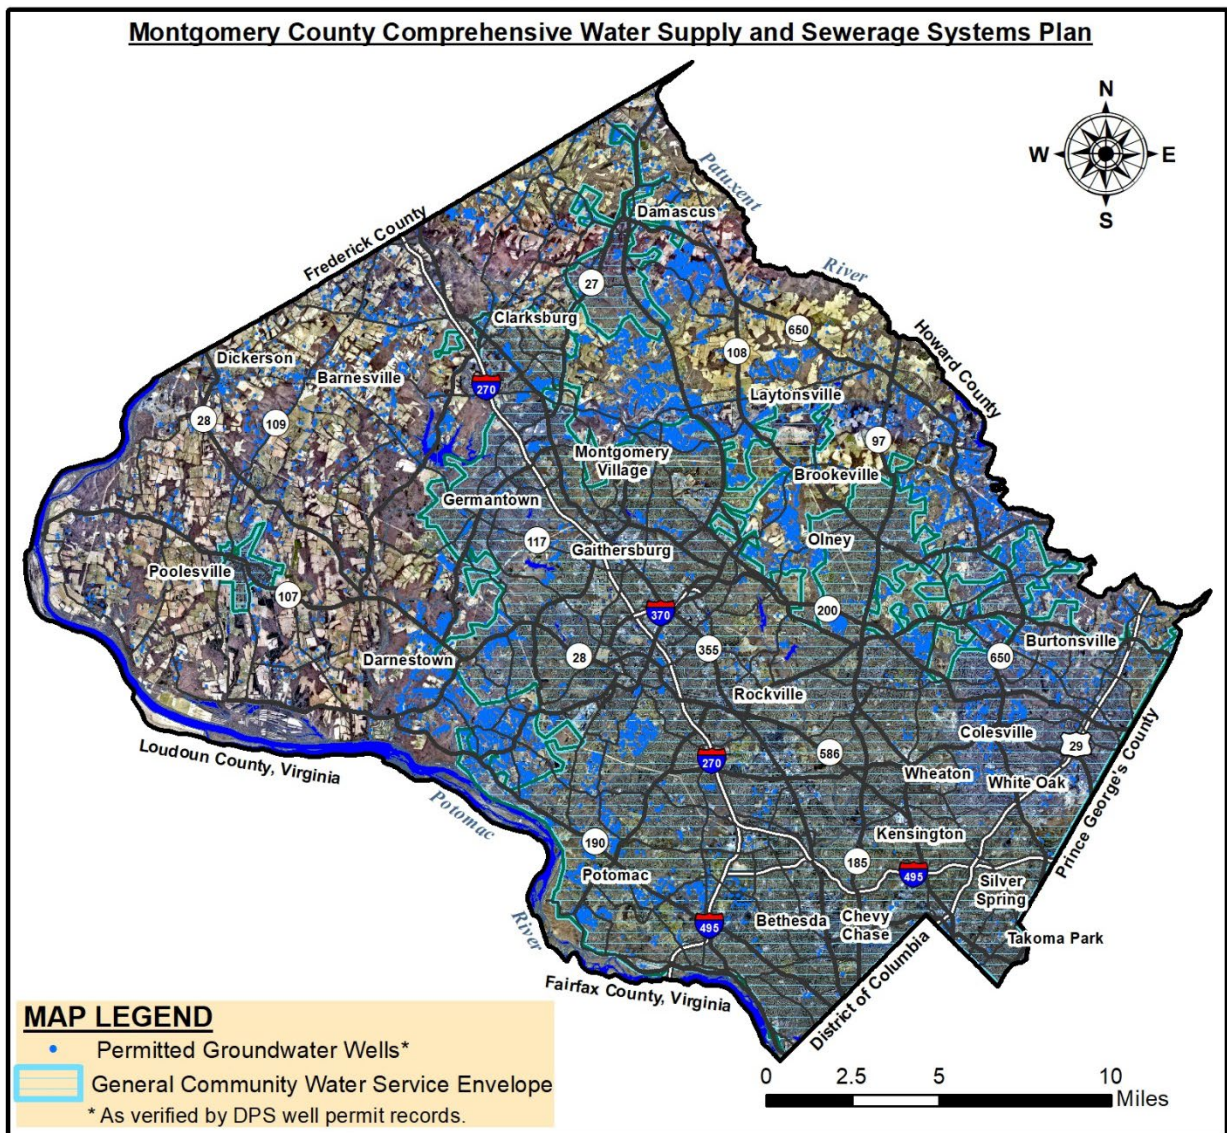 Montgomery County Comprehensive Water Supply and Sewerage Systems Plan
N
W
E
S
Patuxent
Damascus
River
Frederick County
27
Clarksburg
650
Howard County
108
Dickerson
Barnesville
270
Laytonsville
28
109
97
Montgomery
Village
Brookeville
Germantown
117
Gaithersburg
Olney
Poolesville
107
370
200
Burtonsville
Darnestown
28
355
650
Rockville
Colesville
Loudoun County, Virginia
270
586
29
Wheaton
White Oak
Prince George's County
Potomac
190
Kensington
185
495
Potomac
Silver
Spring
River
495
Bethesda
Chevy
Chase
Takoma Park
District of Columbia
Fairfax County, Virginia
MAP LEGEND
Permitted Groundwater Wells*
General Community Water Service Envelope
* As verified by DPS well permit records.
0 2.5 5 10
Miles